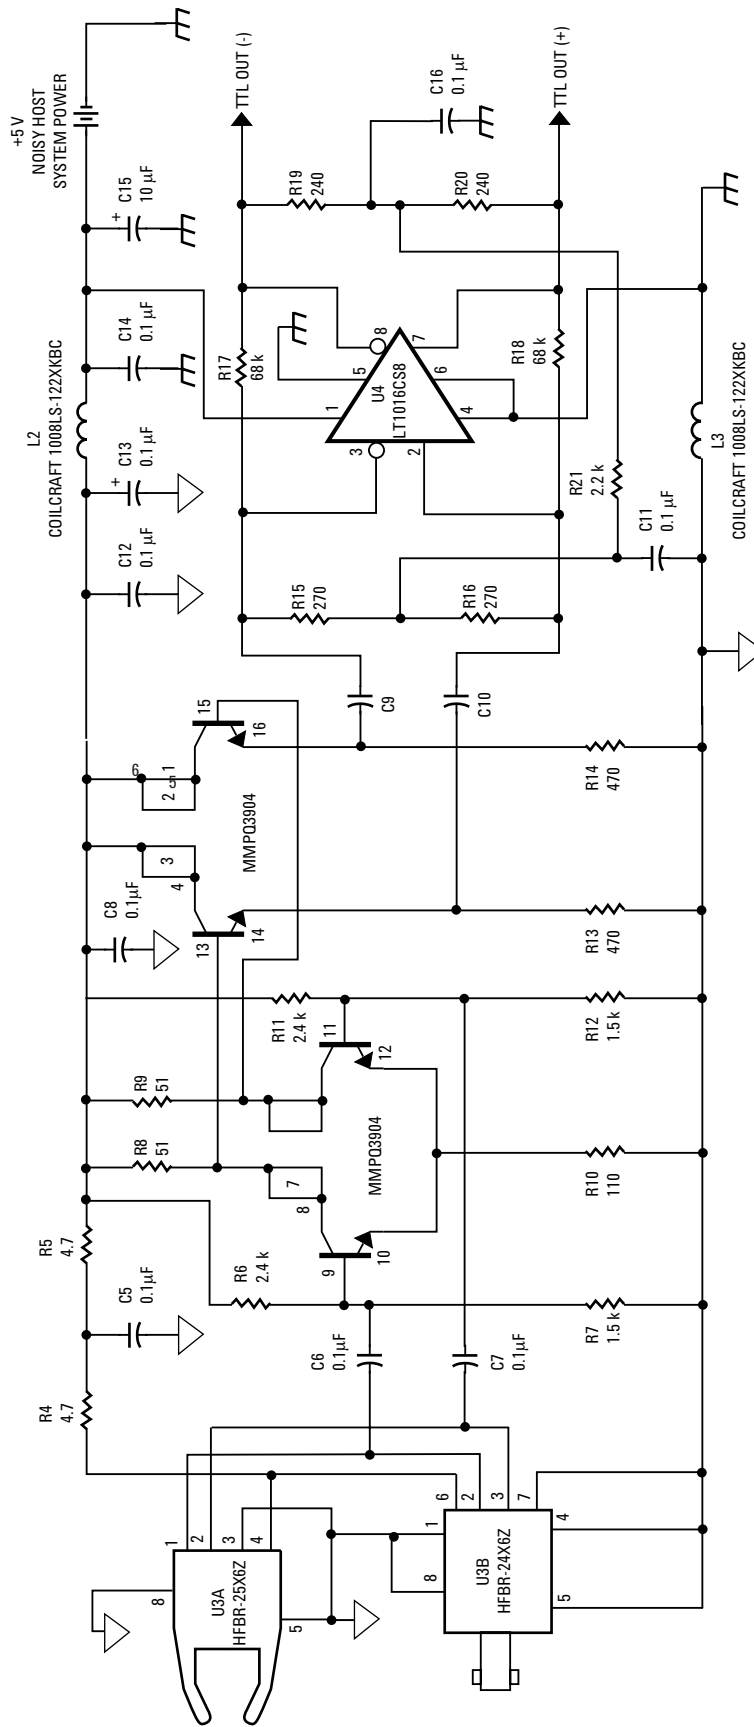 +5 V
NOISY HOST
SYSTEM POWER
TTL OUT (-)
C16
0.1 µF
TTL OUT (+)
+
C15
10 µF
R19
240
R20
240
C14
0.1 µF
L2
COILCRAFT 1008LS-122XKBC
R17
68 k
8
5
7
U4
LT1016CS8
6
1
4
3
2
R18
68 k
L3
COILCRAFT 1008LS-122XKBC
+
C13
0.1 µF
C12
0.1 µF
R21
2.2 k
C11
0.1 µF
R15
270
R16
270
C9
C10
15
16
6
1
5
2
MMPQ3904
3
4
13
14
C8
0.1µF
R14
470
R13
470
R11
2.4 k
11
12
R12
1.5 k
R9
51
R8
51
7
8
MMPQ3904
9
10
R10
110
R5
4.7
R6
2.4 k
C5
0.1µF
R4
4.7
C6
0.1µF
C7
0.1µF
R7
1.5 k
1
2
3
4
8
5
U3A
HFBR-25X6Z
6
2
3
7
1
8
4
5
U3B
HFBR-24X6Z